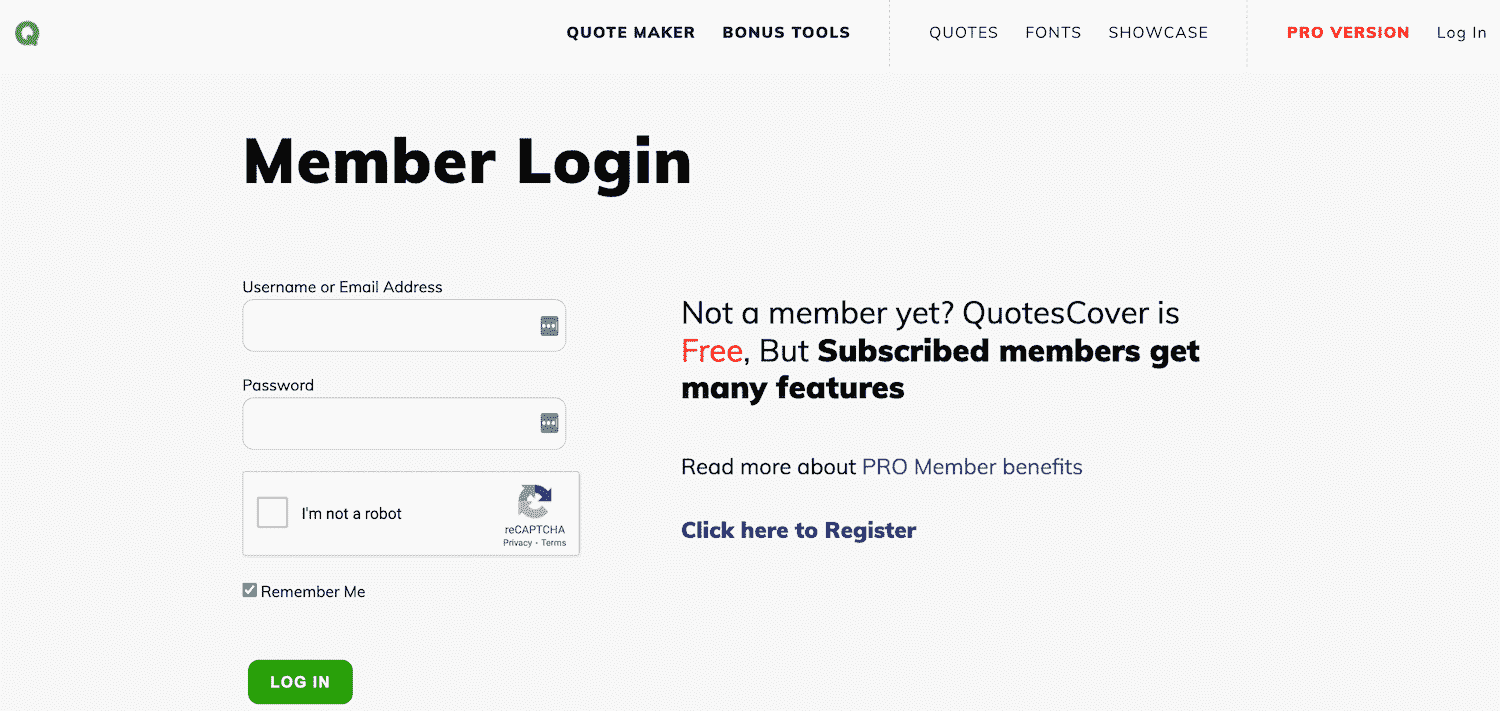 Q
QUOTE MAKER BONUS TOOLS QUOTES FONTS SHOWCASE PRO VERSION Log In
Member Login
Username or Email Address
Password
I'm not a robot
reCAPTCHA
Privacy - Terms
Remember Me
LOG IN
Not a member yet? QuotesCover is
Free, But Subscribed members get
many features
Read more about PRO Member benefits
Click here to Register